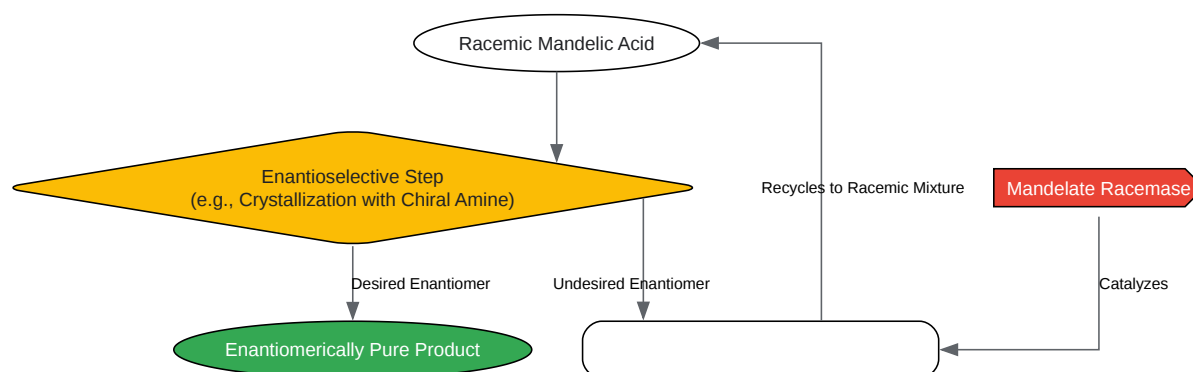 Racemic Mandelic Acid
Enantioselective Step
(e.g., Crystallization with Chiral Amine)
Recycles to Racemic Mixture
Mandelate Racemase
Desired Enantiomer
Undesired Enantiomer
Catalyzes
Enantiomerically Pure Product